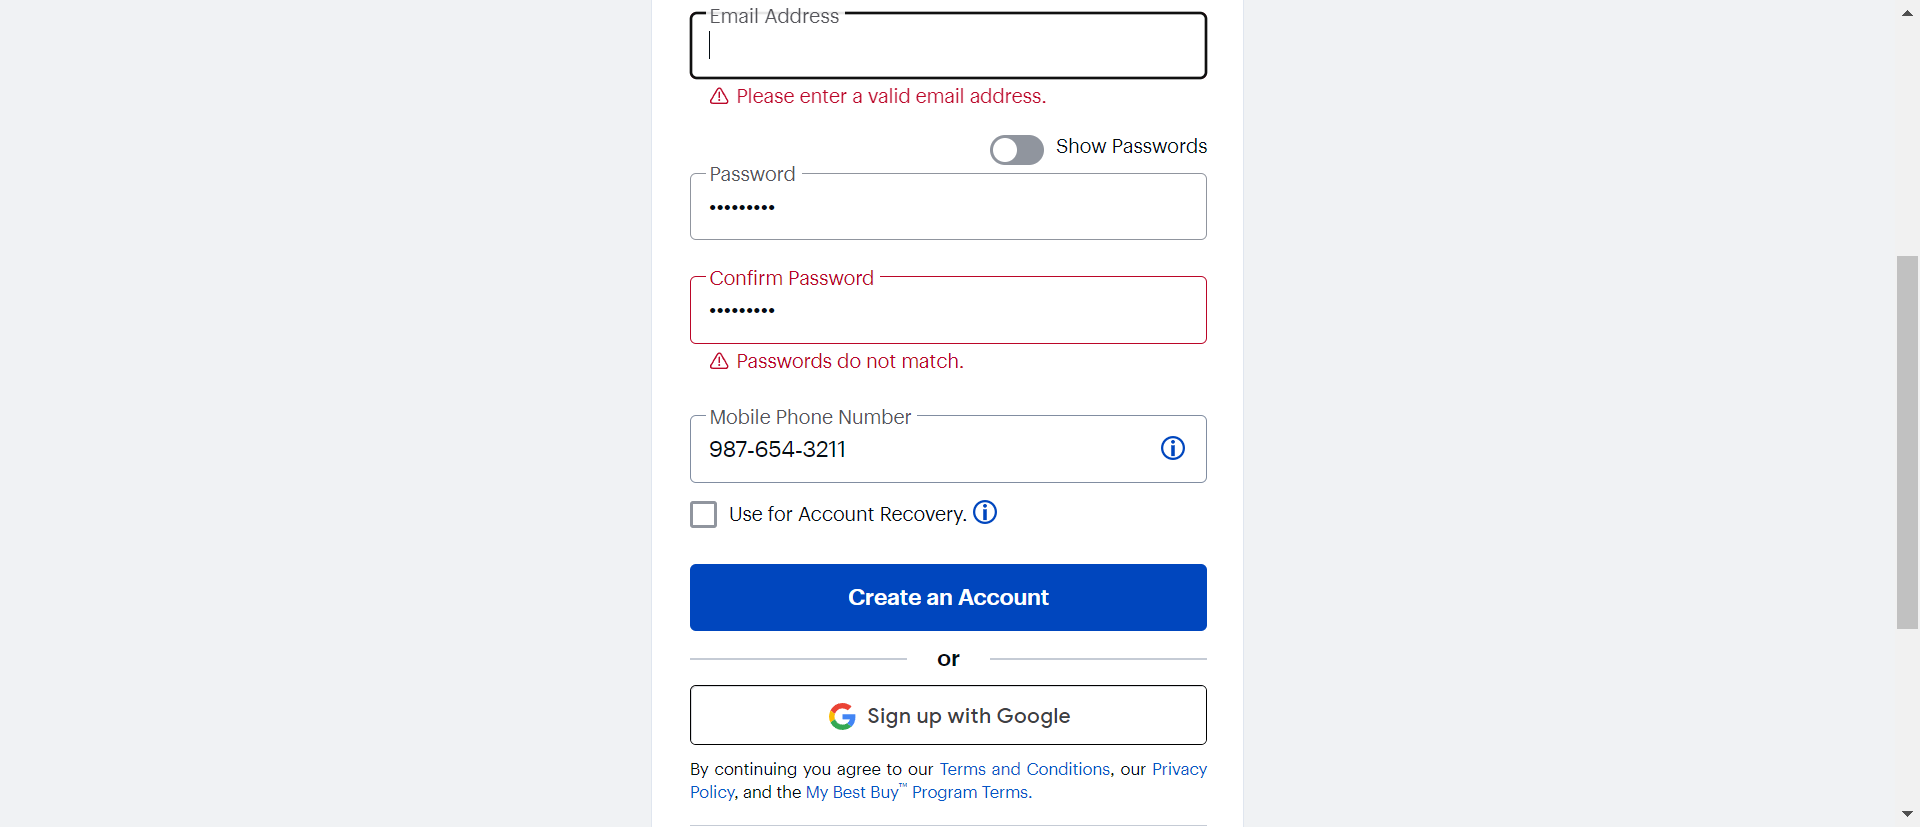 Email Address
Please enter a valid email address.
Show Passwords
Password
•••••••••
Confirm Password
•••••••••
Passwords do not match.
Mobile Phone Number
987-654-3211
Use for Account Recovery.
Create an Account
or
Sign up with Google
By continuing you agree to our Terms and Conditions, our Privacy
Policy, and the My Best Buy™ Program Terms.